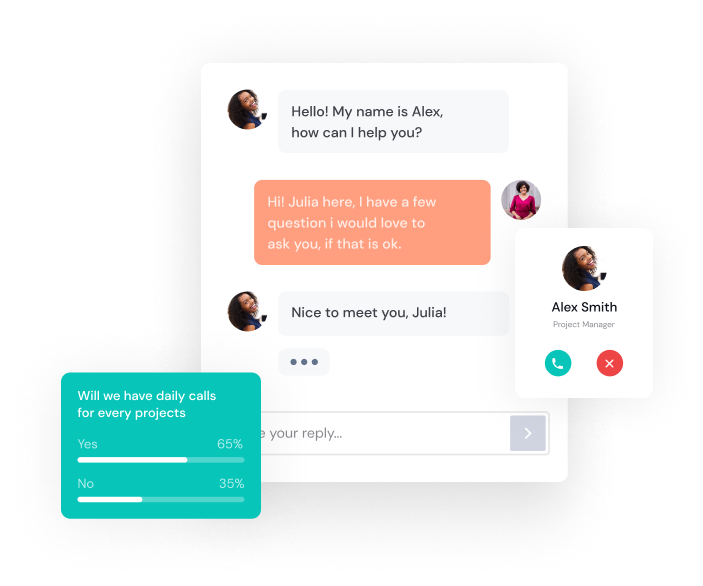 Hello! My name is Alex,
how can I help you?
Hi! Julia here, I have a few
question i would love to
ask you, if that is ok.
Alex Smith
Project Manager
Nice to meet you, Julia!
Will we have daily calls
for every projects
Yes 65%
No 35%
your reply...